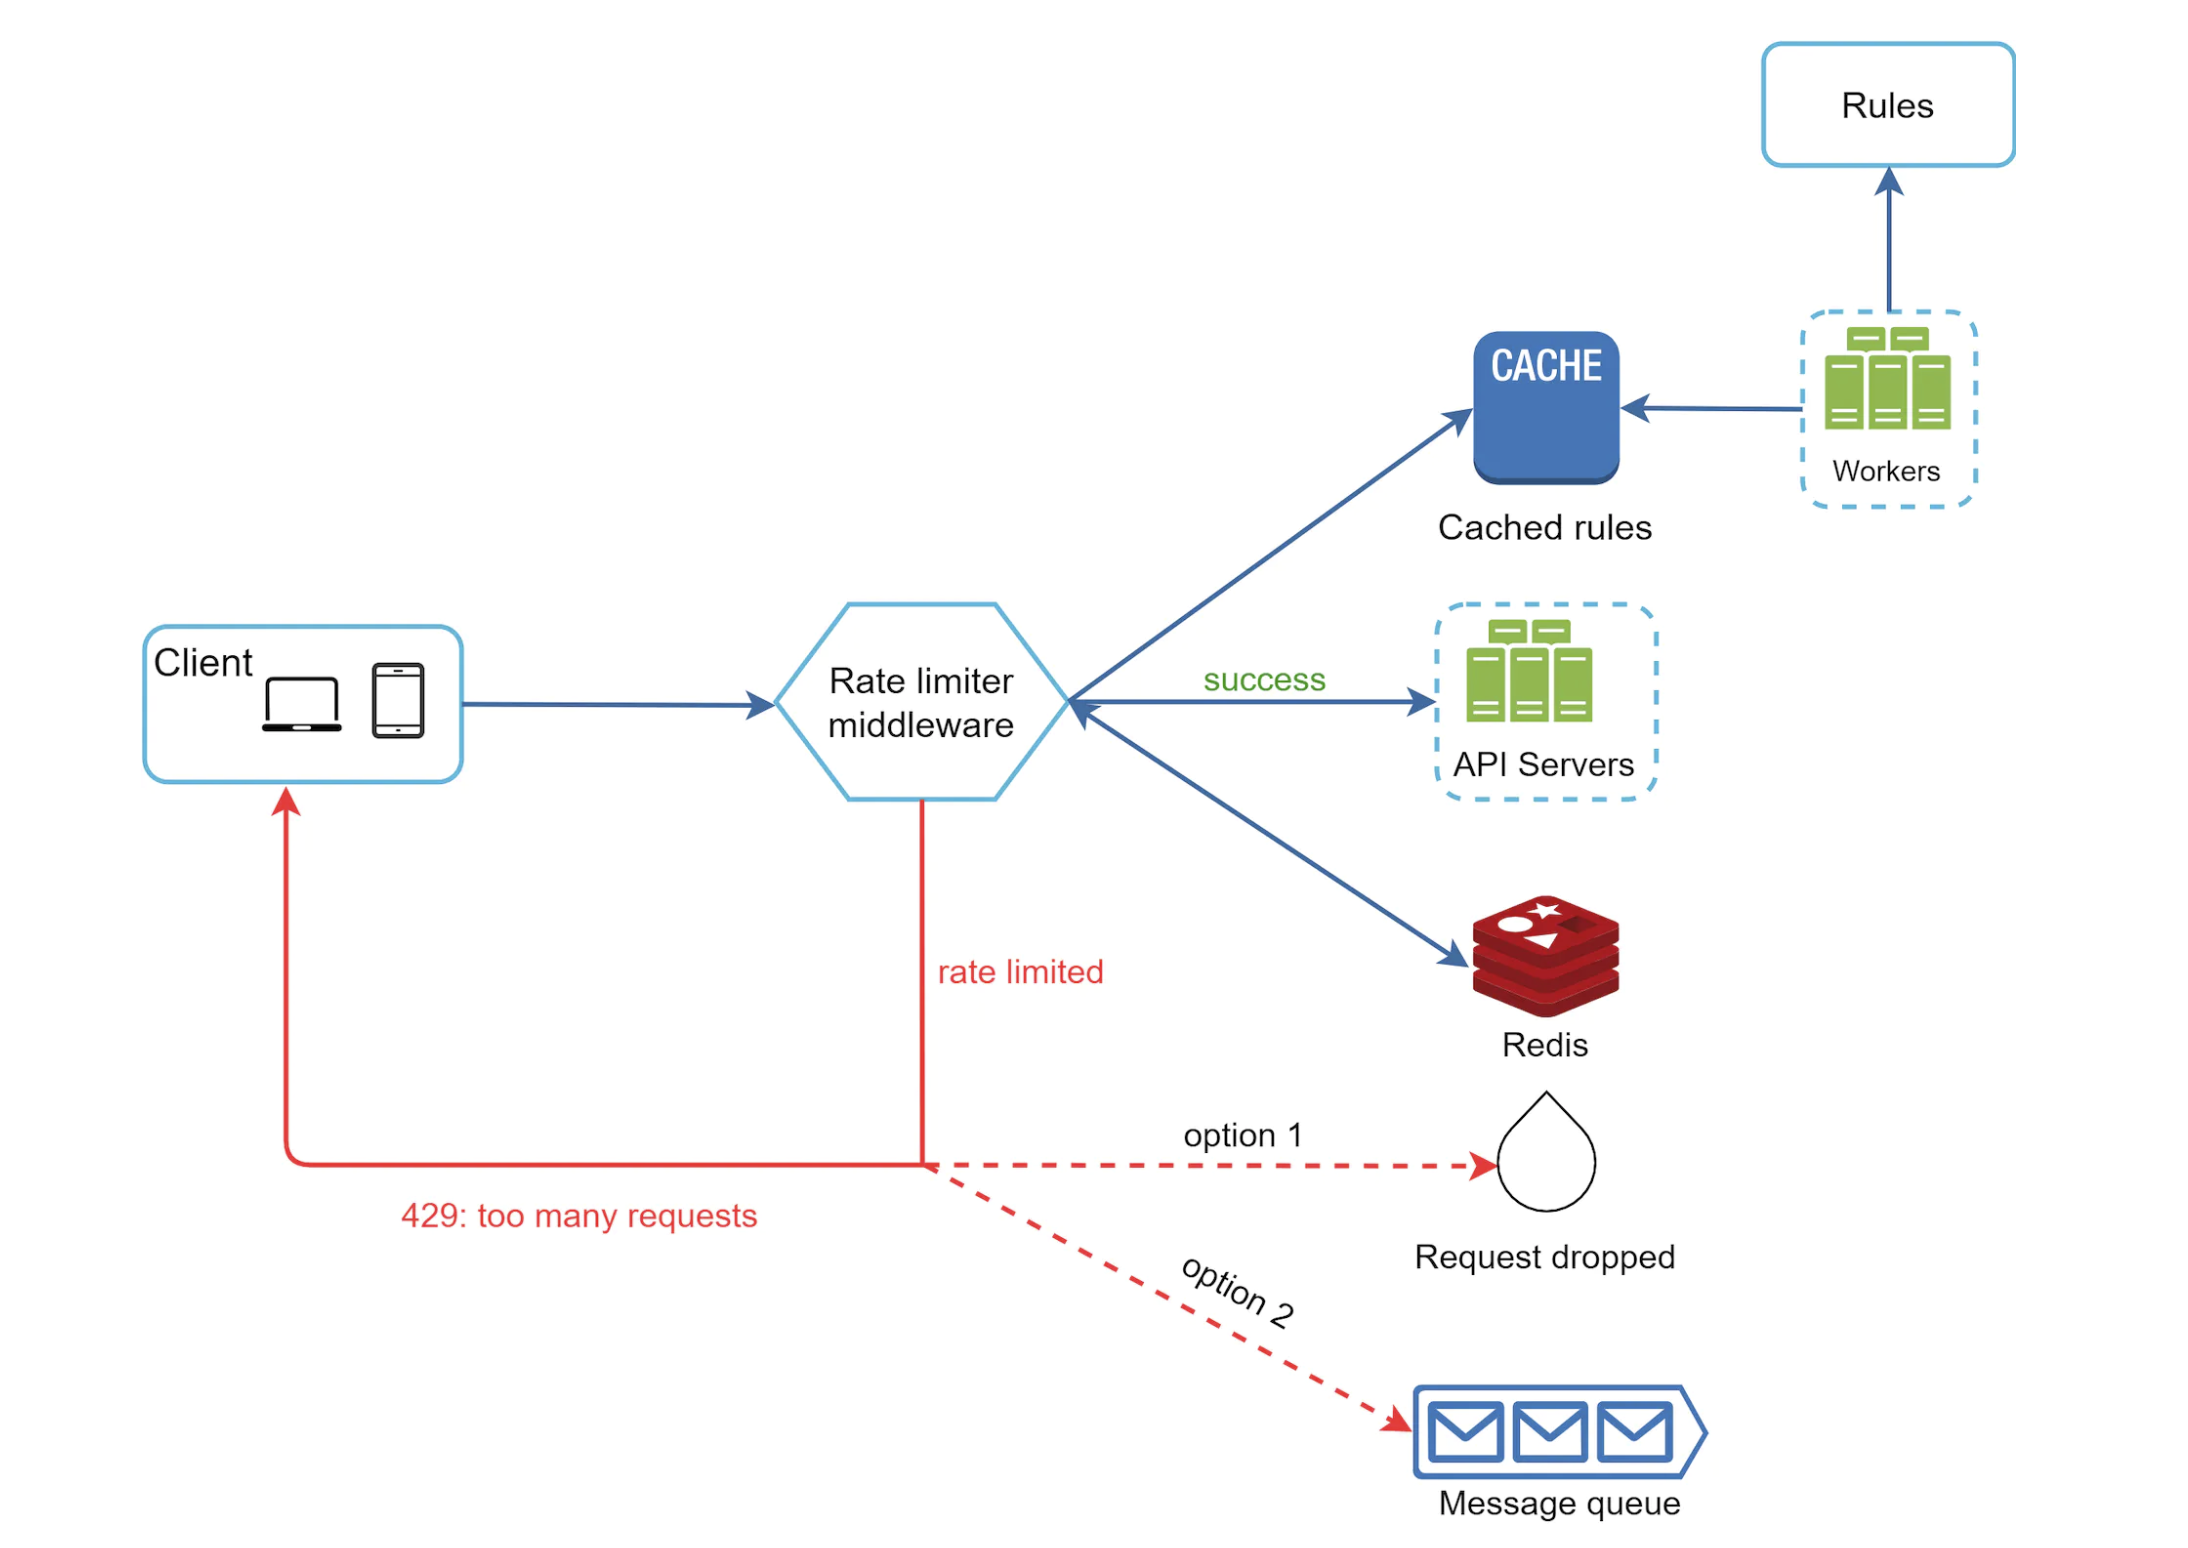 Rules
CACHE
Workers
Cached rules
Client
Rate limiter
middleware
success
API Servers
rate limited
Redis
option 1
429: too many requests
Request dropped
option 2
Message queue